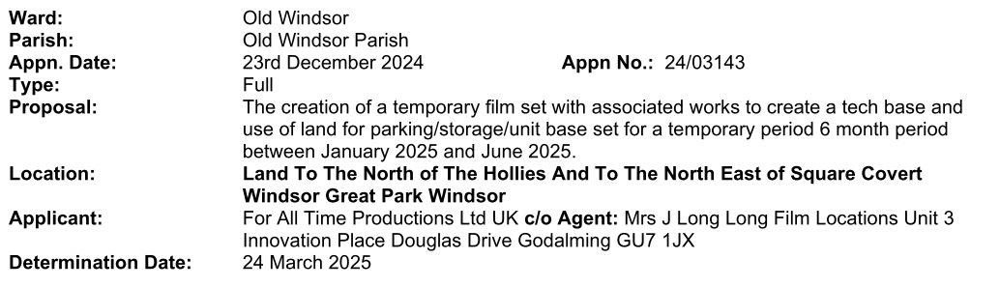 Ward: Old Windsor
Parish: Old Windsor Parish
Appn. Date: 23rd December 2024 Appn No.: 24/03143
Type: Full
Proposal: The creation of a temporary film set with associated works to create a tech base and
use of land for parking/storage/unit base set for a temporary period 6 month period
between January 2025 and June 2025.
Location: Land To The North of The Hollies And To The North East of Square Covert
Windsor Great Park Windsor
Applicant: For All Time Productions Ltd UK c/o Agent: Mrs J Long Long Film Locations Unit 3
Innovation Place Douglas Drive Godalming GU7 1JX
Determination Date: 24 March 2025